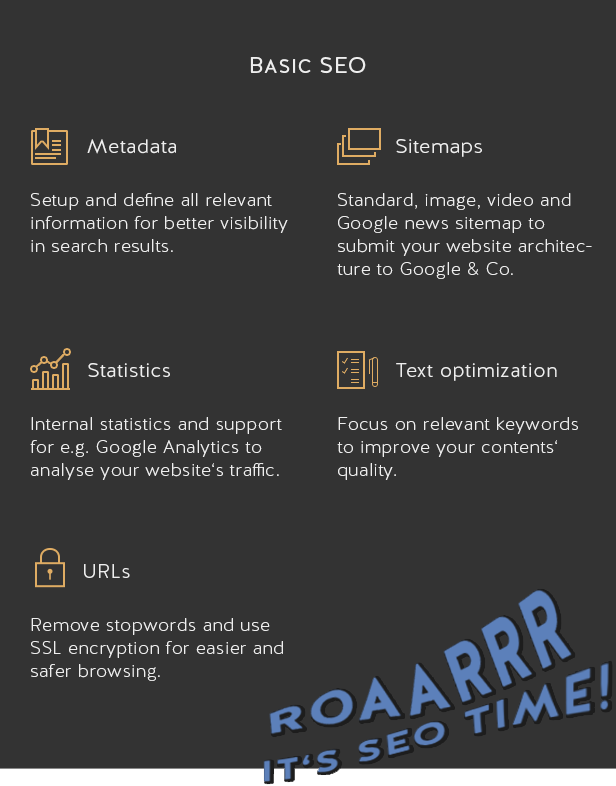 Basic SEO
Metadata
Setup and define all relevant
information for better visibility
in search results.
Sitemaps
Standard, image, video and
Google news sitemap to
submit your website architec-
ture to Google & Co.
Statistics
Internal statistics and support
for e.g. Google Analytics to
analyse your website‘s traffic.
Text optimization
Focus on relevant keywords
to improve your contents‘
quality.
URLs
Remove stopwords and use
SSL encryption for easier and
safer browsing.
ROAARRR
IT‘S SEO TIME!